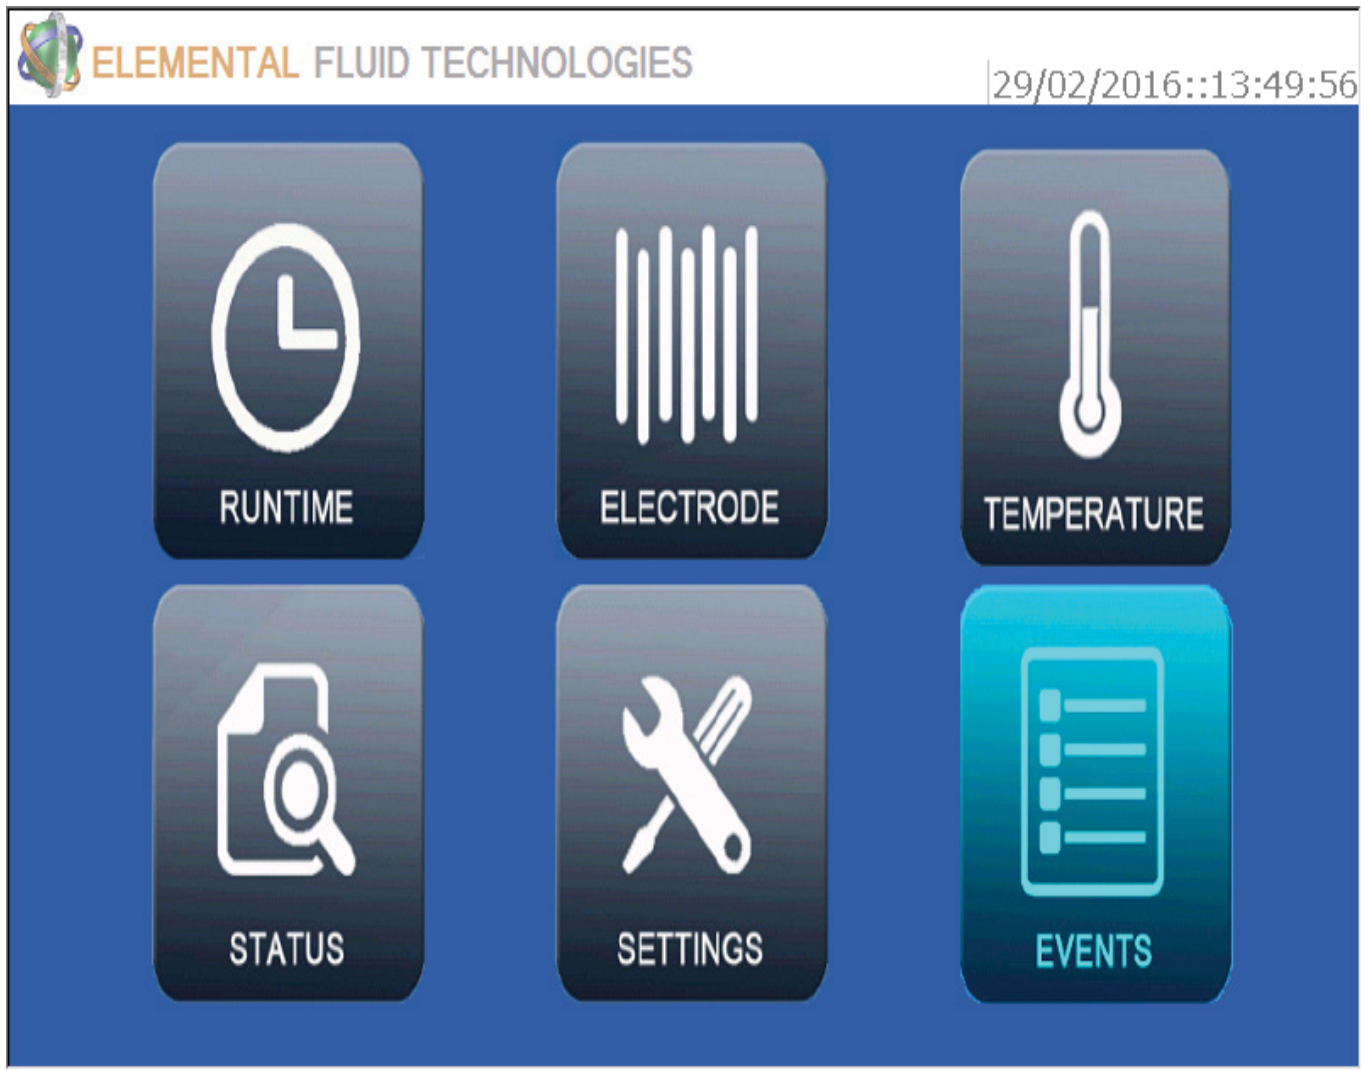 ELEMENTAL FLUID TECHNOLOGIES
29/02/2016::13:49:56
RUNTIME
ELECTRODE
TEMPERATURE
STATUS
SETTINGS
EVENTS